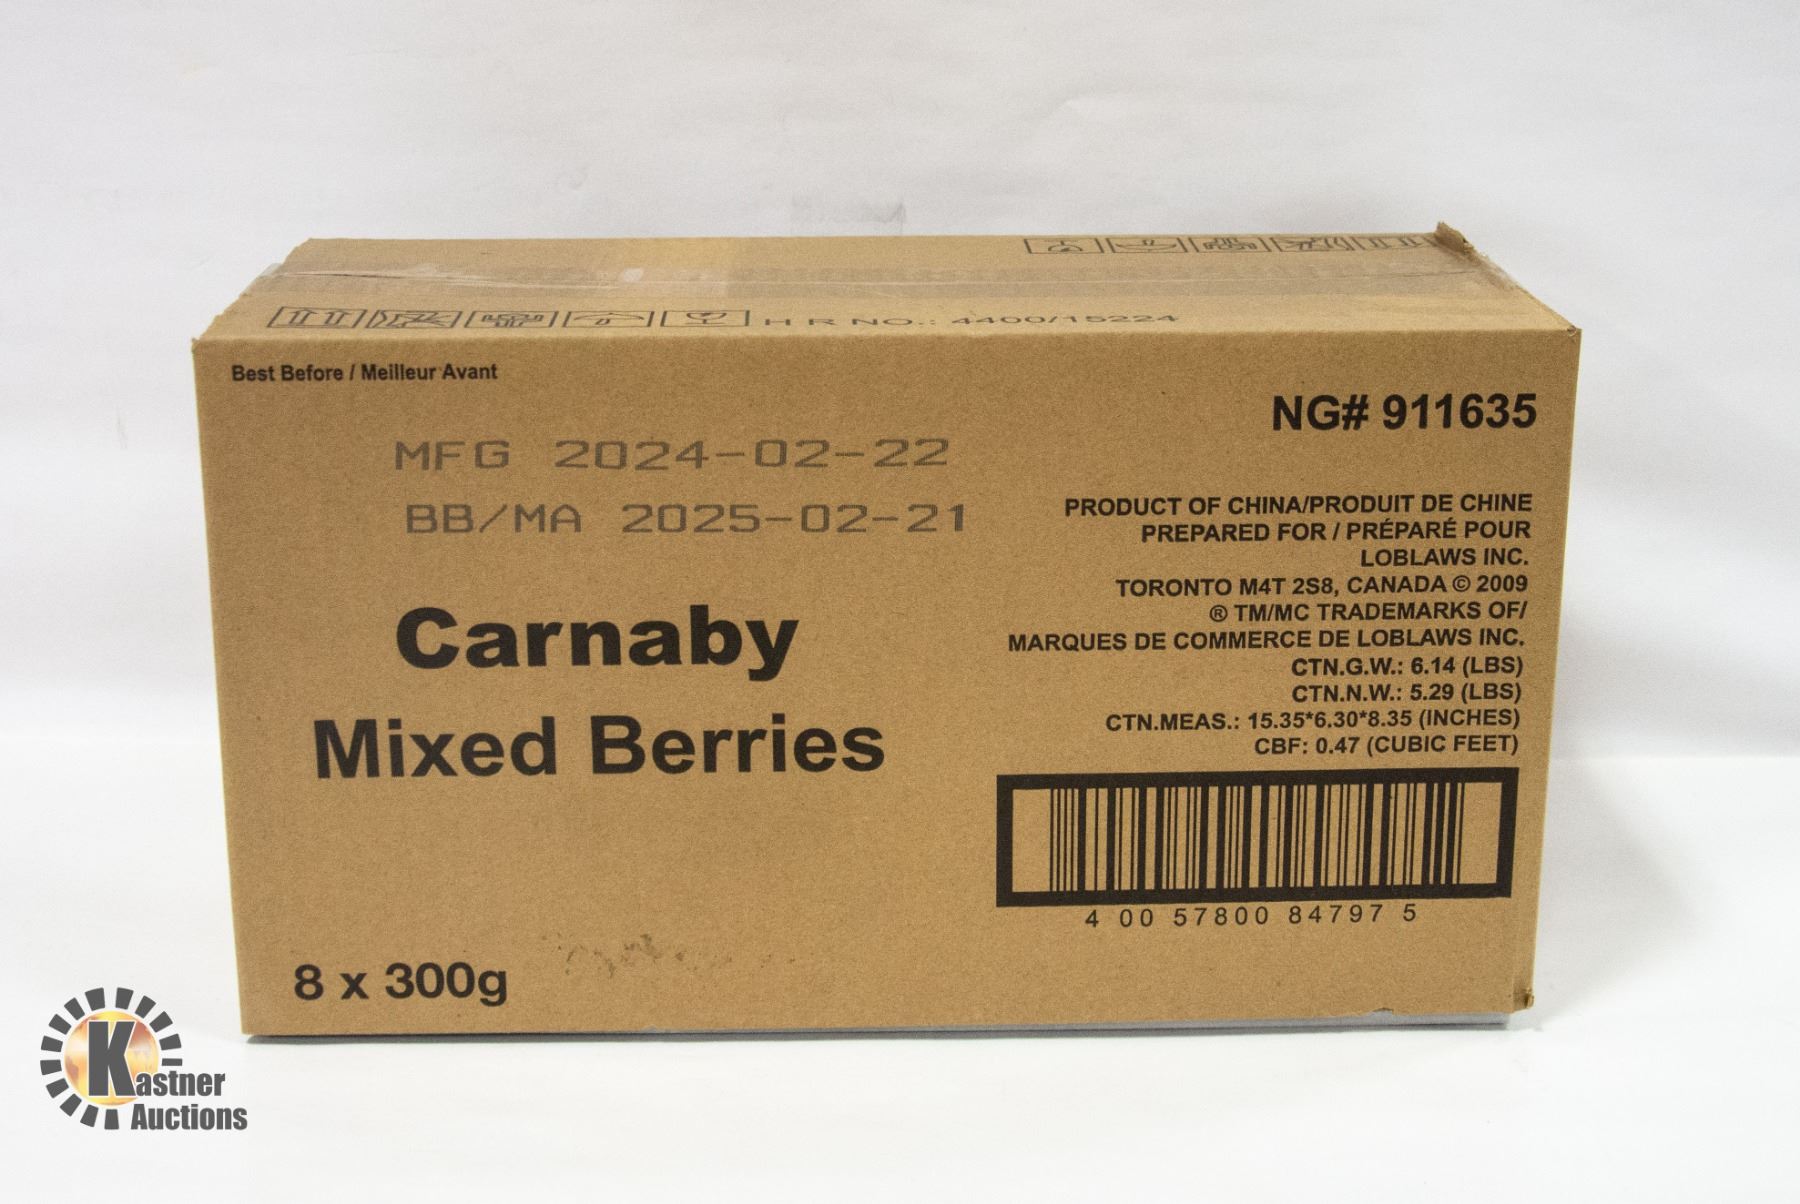 H R NO.: 4400/15224
Best Before / Meilleur Avant
MFG 2024-02-22
BB/MA 2025-02-21
Carnaby
Mixed Berries
8 x 300g
NG# 911635
PRODUCT OF CHINA/PRODUIT DE CHINE
PREPARED FOR / PRÉPARÉ POUR
LOBLAWS INC.
TORONTO M4T 2S8, CANADA © 2009
® TM/MC TRADEMARKS OF/
MARQUES DE COMMERCE DE LOBLAWS INC.
CTN.G.W.: 6.14 (LBS)
CTN.N.W.: 5.29 (LBS)
CTN.MEAS.: 15.35*6.30*8.35 (INCHES)
CBF: 0.47 (CUBIC FEET)
4 00 57800 84797 5
Kastner
Auctions